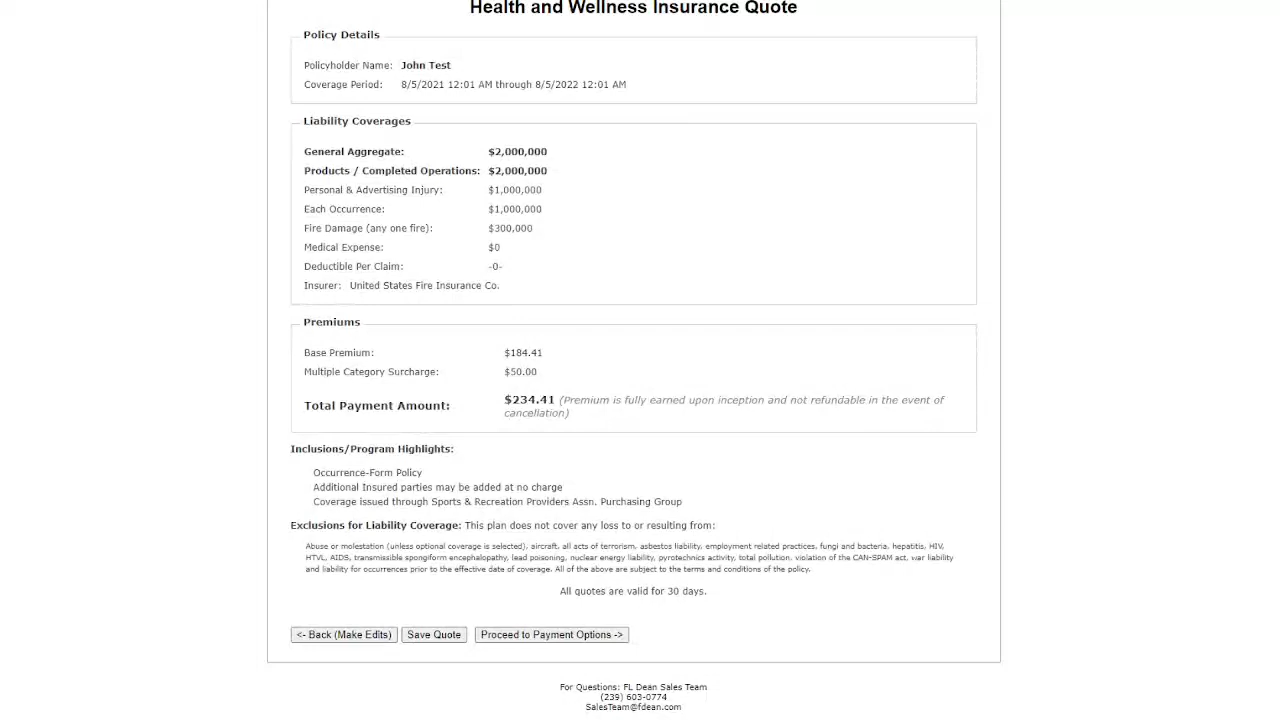 Health and Wellness Insurance Quote
Policy Details
Policyholder Name: John Test
Coverage Period: 8/5/2021 12:01 AM through 8/5/2022 12:01 AM
Liability Coverages
General Aggregate: $2,000,000
Products / Completed Operations: $2,000,000
Personal & Advertising Injury: $1,000,000
Each Occurrence: $1,000,000
Fire Damage (any one fire): $300,000
Medical Expense: $0
Deductible Per Claim: -0-
Insurer: United States Fire Insurance Co.
Premiums
Base Premium: $184.41
Multiple Category Surcharge: $50.00
Total Payment Amount: $234.41 (Premium is fully earned upon inception and not refundable in the event of
cancellation)
Inclusions/Program Highlights:
Occurrence-Form Policy
Additional Insured parties may be added at no charge
Coverage issued through Sports & Recreation Providers Assn. Purchasing Group
Exclusions for Liability Coverage: This plan does not cover any loss to or resulting from:
Abuse or molestation (unless optional coverage is selected), aircraft, all acts of terrorism, asbestos liability, employment related practices, fungi and bacteria, hepatitis, HIV,
HTVL, AIDS, transmissible spongiform encephalopathy, lead poisoning, nuclear energy liability, pyrotechnics activity, total pollution, violation of the CAN-SPAM act, war liability
and liability for occurrences prior to the effective date of coverage. All of the above are subject to the terms and conditions of the policy.
All quotes are valid for 30 days.
<- Back (Make Edits) Save Quote Proceed to Payment Options ->
For Questions: FL Dean Sales Team
(239) 603-0774
SalesTeam@fdean.com